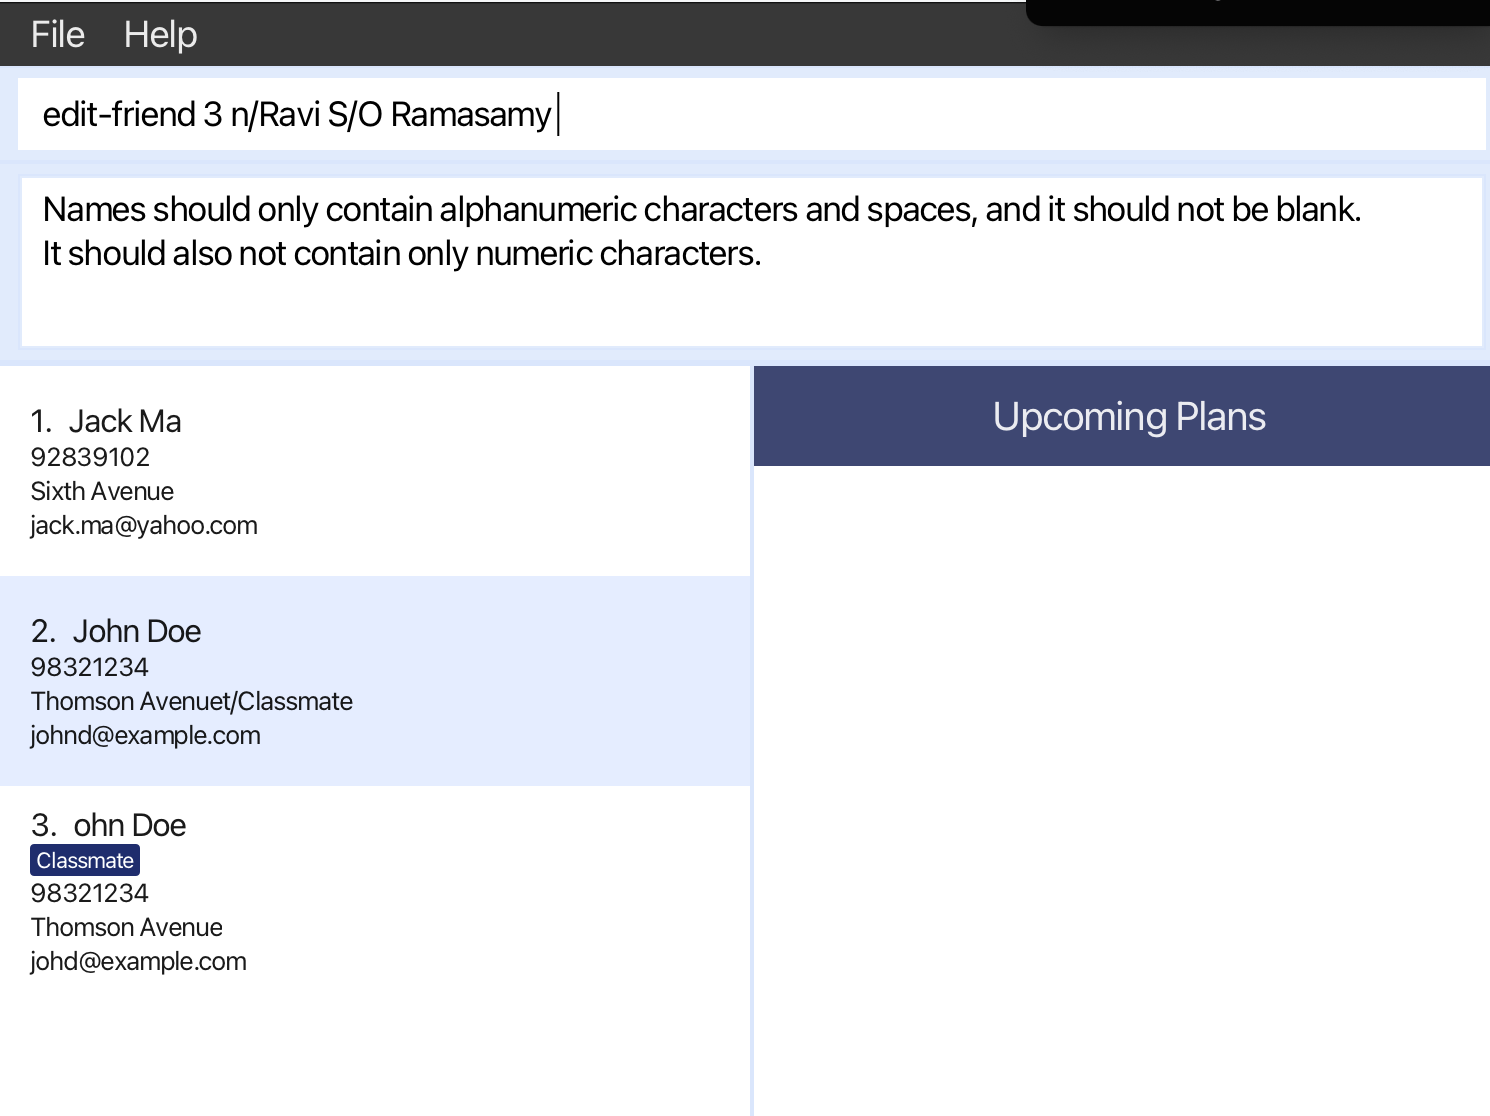 File Help
edit-friend 3 n/Ravi S/O Ramasamy
Names should only contain alphanumeric characters and spaces, and it should not be blank.
It should also not contain only numeric characters.
1. Jack Ma
92839102
Sixth Avenue
jack.ma@yahoo.com
2. John Doe
98321234
Thomson Avenuet/Classmate
johnd@example.com
3. ohn Doe
Classmate
98321234
Thomson Avenue
johd@example.com
Upcoming Plans